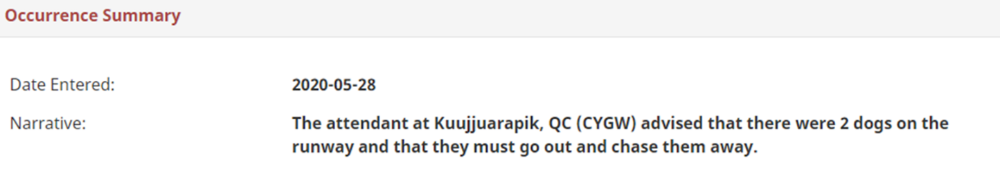 Occurrence Summary
Date Entered: 2020-05-28
Narrative: The attendant at Kuujjuarapik, QC (CYGW) advised that there were 2 dogs on the
runway and that they must go out and chase them away.